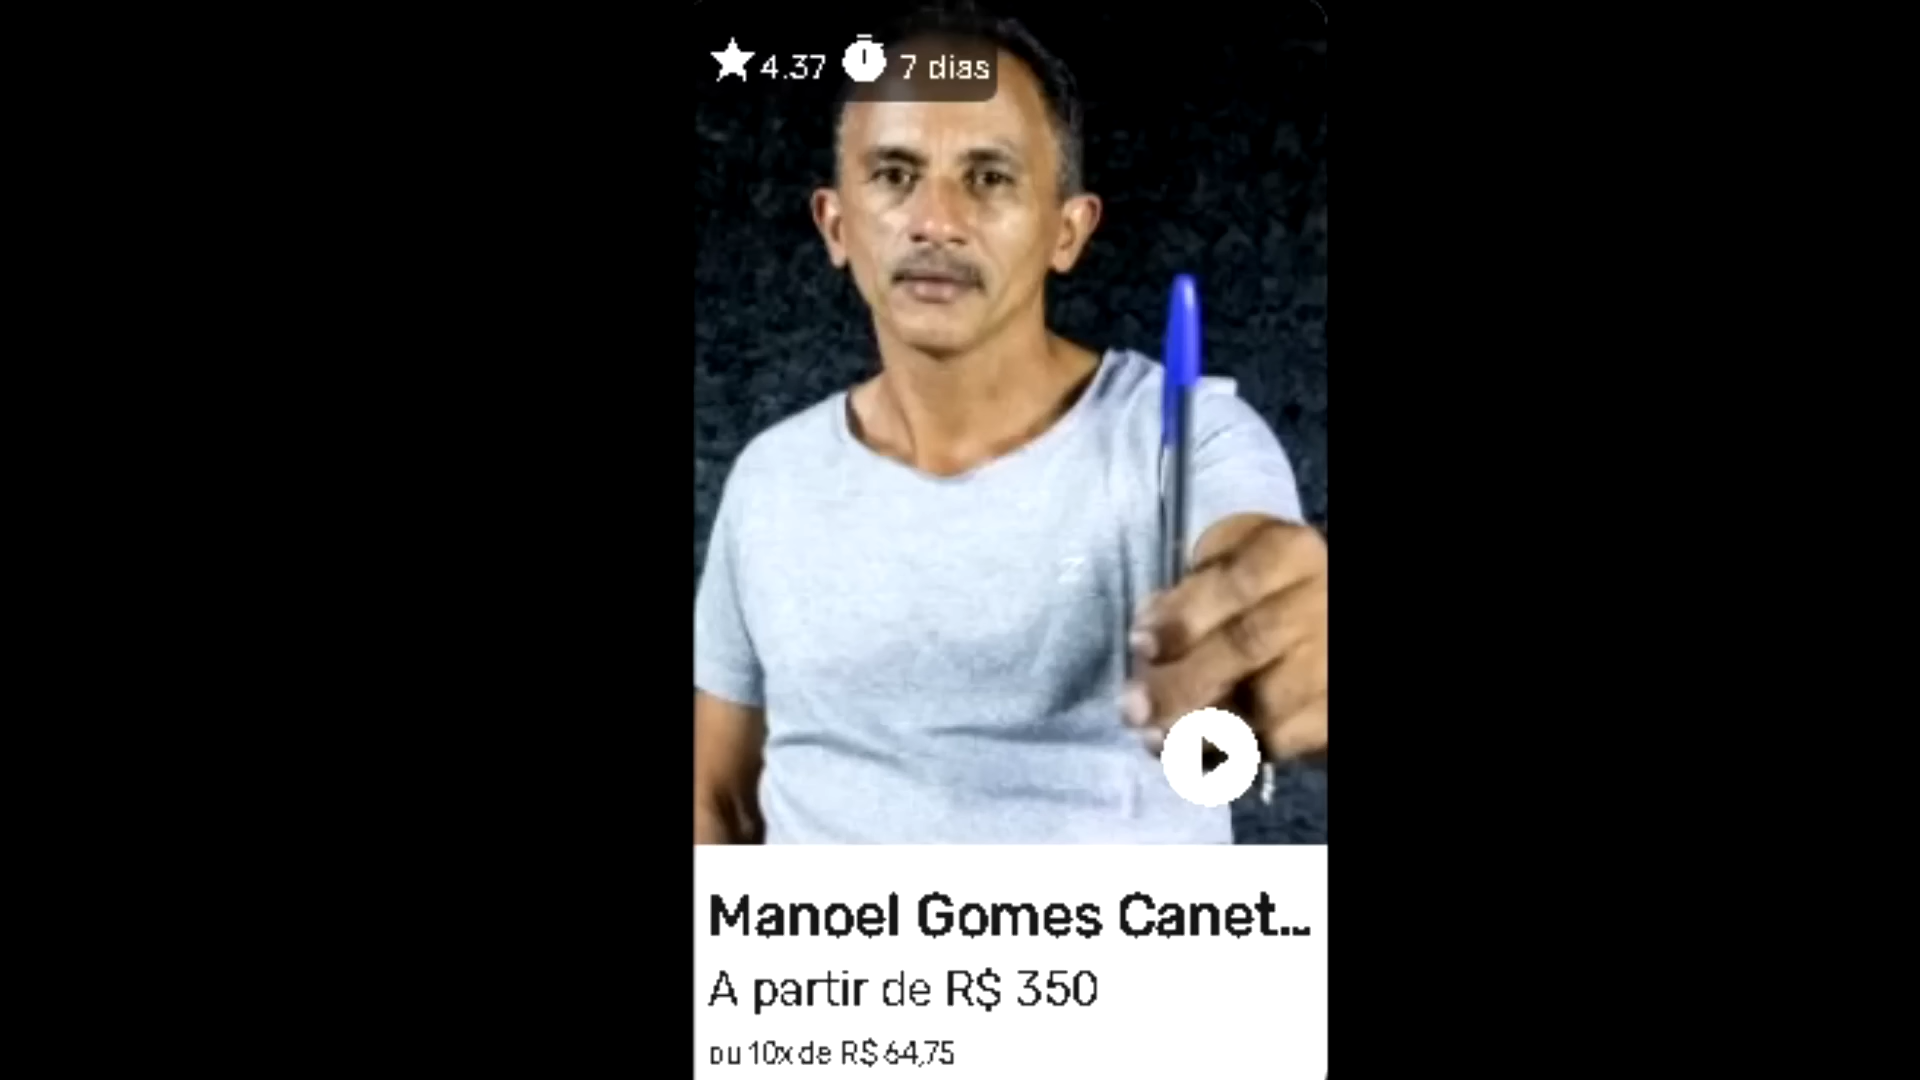 4.37 7 dias
Manoel Gomes Canet...
A partir de R$ 350
ou 10x de R$ 64,75